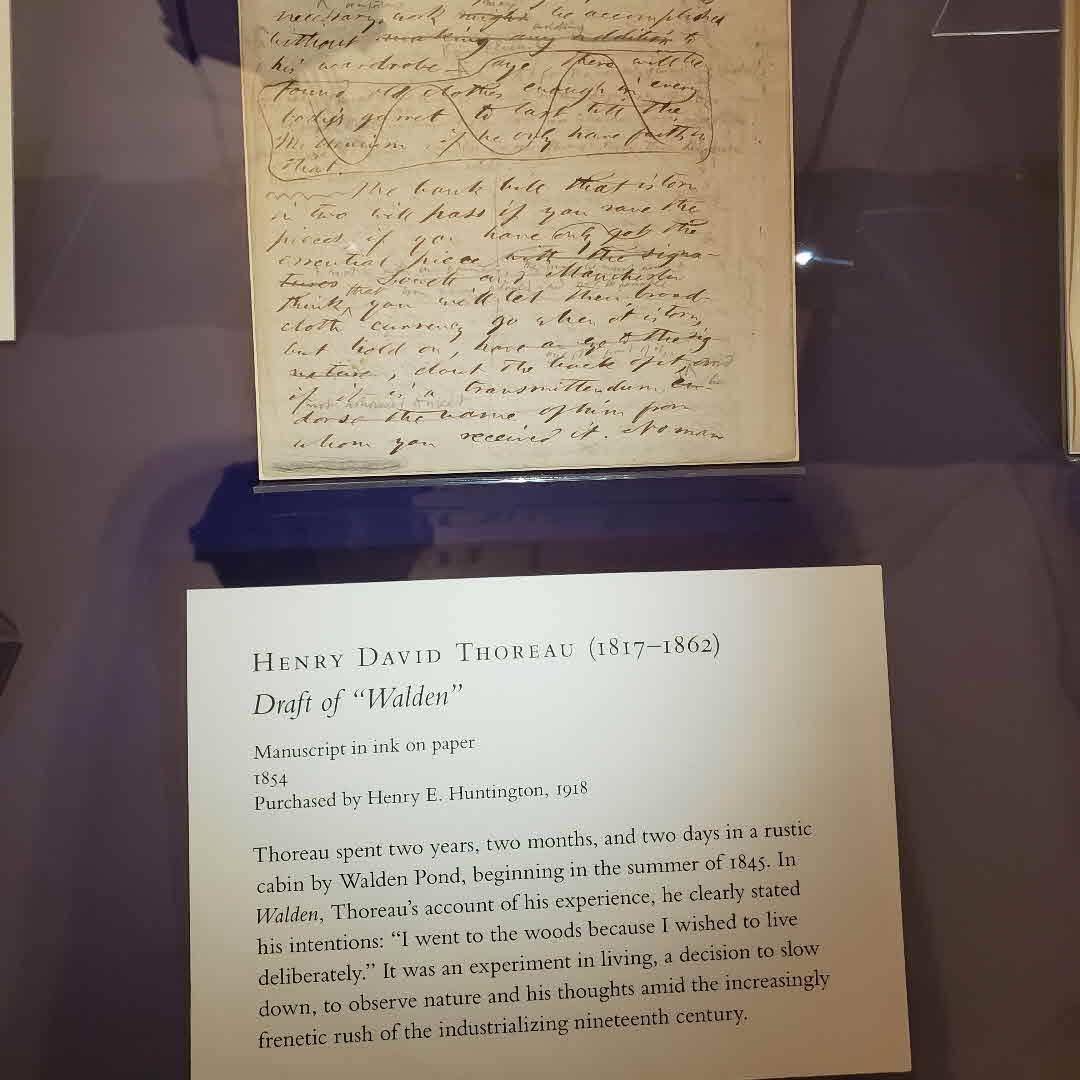 necessary work might be accomplished
without making any addition to
his wardrobe Says there will be
found old clothes enough in every
body's garret to last till the
Millennium, if he only have faith in
that.
The bank bill that is torn
in two will pass if you save the
pieces, if you have only got the
essential piece with the signa-
tures South and Manchester
think that you will let their broad-
cloth currency go when it is torn,
but hold on, have an eye to the sig
nature, clout the back of it, and
most
if it is a transmittendum en-
dorse the name of him from
whom you received it. No man
HENRY DAVID THOREAU (1817–1862)
Draft of “Walden”
Manuscript in ink on paper
1854
Purchased by Henry E. Huntington, 1918
Thoreau spent two years, two months, and two days in a rustic
cabin by Walden Pond, beginning in the summer of 1845. In
Walden, Thoreau’s account of his experience, he clearly stated
his intentions: “I went to the woods because I wished to live
deliberately.” It was an experiment in living, a decision to slow
down, to observe nature and his thoughts amid the increasingly
frenetic rush of the industrializing nineteenth century.